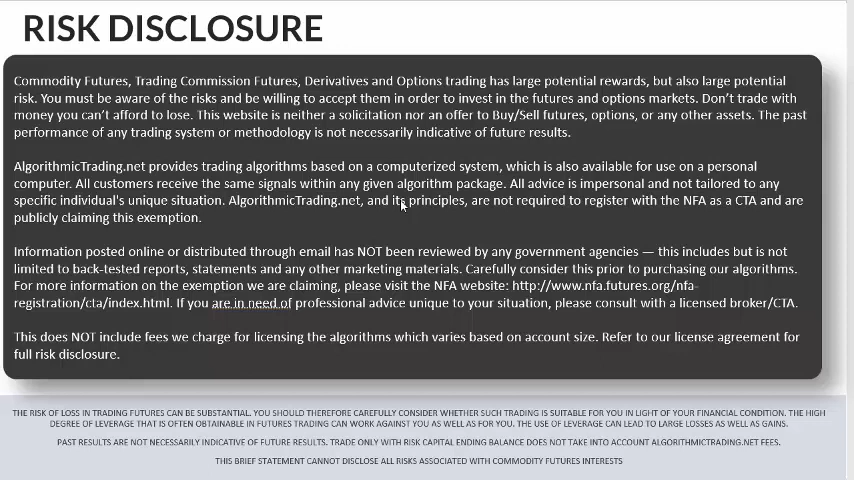 RISK DISCLOSURE
Commodity Futures, Trading Commission Futures, Derivatives and Options trading has large potential rewards, but also large potential
risk. You must be aware of the risks and be willing to accept them in order to invest in the futures and options markets. Don't trade with
money you can't afford to lose. This website is neither a solicitation nor an offer to Buy/Sell futures, options, or any other assets. The past
performance of any trading system or methodology is not necessarily indicative of future results.
AlgorithmicTrading.net provides trading algorithms based on a computerized system, which is also available for use on a personal
computer. All customers receive the same signals within any given algorithm package. All advice is impersonal and not tailored to any
specific individual's unique situation. AlgorithmicTrading.net, and its principles, are not required to register with the NFA as a CTA and are
publicly claiming this exemption.
Information posted online or distributed through email has NOT been reviewed by any government agencies — this includes but is not
limited to back-tested reports, statements and any other marketing materials. Carefully consider this prior to purchasing our algorithms.
For more information on the exemption we are claiming, please visit the NFA website: http://www.nfa.futures.org/nfa-
registration/cta/index.html. If you are in need of professional advice unique to your situation, please consult with a licensed broker/CTA.
This does NOT include fees we charge for licensing the algorithms which varies based on account size. Refer to our license agreement for
full risk disclosure.
THE RISK OF LOSS IN TRADING FUTURES CAN BE SUBSTANTIAL. YOU SHOULD THEREFORE CAREFULLY CONSIDER WHETHER SUCH TRADING IS SUITABLE FOR YOU IN LIGHT OF YOUR FINANCIAL CONDITION. THE HIGH
DEGREE OF LEVERAGE THAT IS OFTEN OBTAINABLE IN FUTURES TRADING CAN WORK AGAINST YOU AS WELL AS FOR YOU. THE USE OF LEVERAGE CAN LEAD TO LARGE LOSSES AS WELL AS GAINS.
PAST RESULTS ARE NOT NECESSARILY INDICATIVE OF FUTURE RESULTS. TRADE ONLY WITH RISK CAPITAL ENDING BALANCE DOES NOT TAKE INTO ACCOUNT ALGORITHMICTRADING.NET FEES.
THIS BRIEF STATEMENT CANNOT DISCLOSE ALL RISKS ASSOCIATED WITH COMMODITY FUTURES INTERESTS